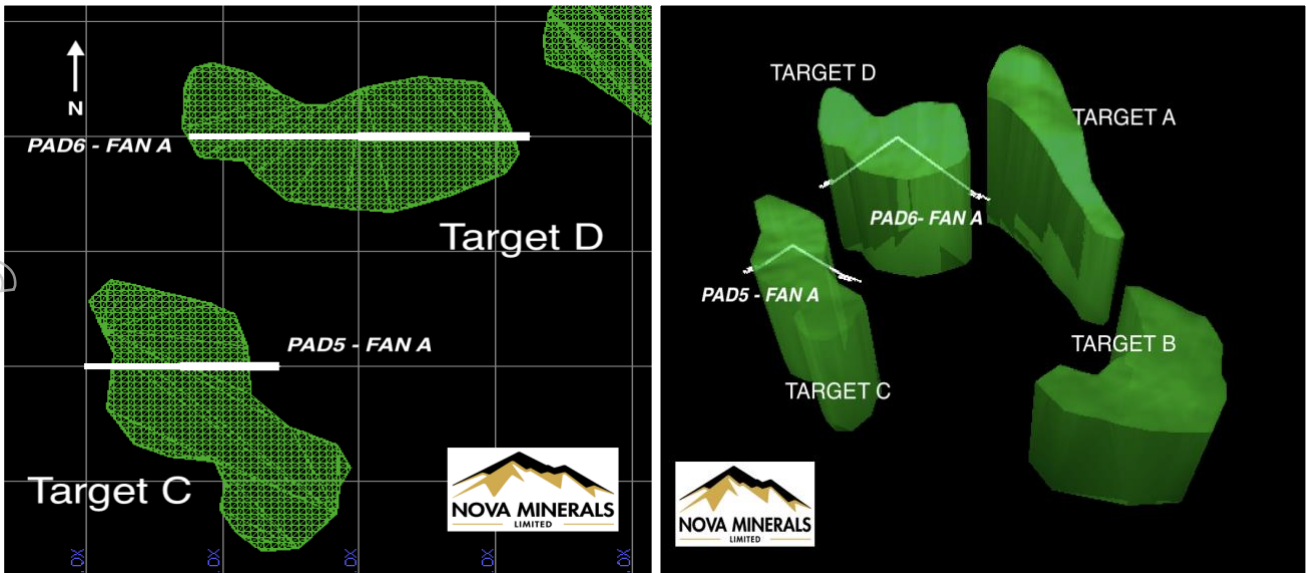 N
PAD6 - FAN A
Target D
PAD5 - FAN A
Target C
NOVA MINERALS
LIMITED
TARGET D
TARGET A
PAD6- FAN A
PAD5 - FAN A
TARGET B
TARGET C
NOVA MINERALS
LIMITED